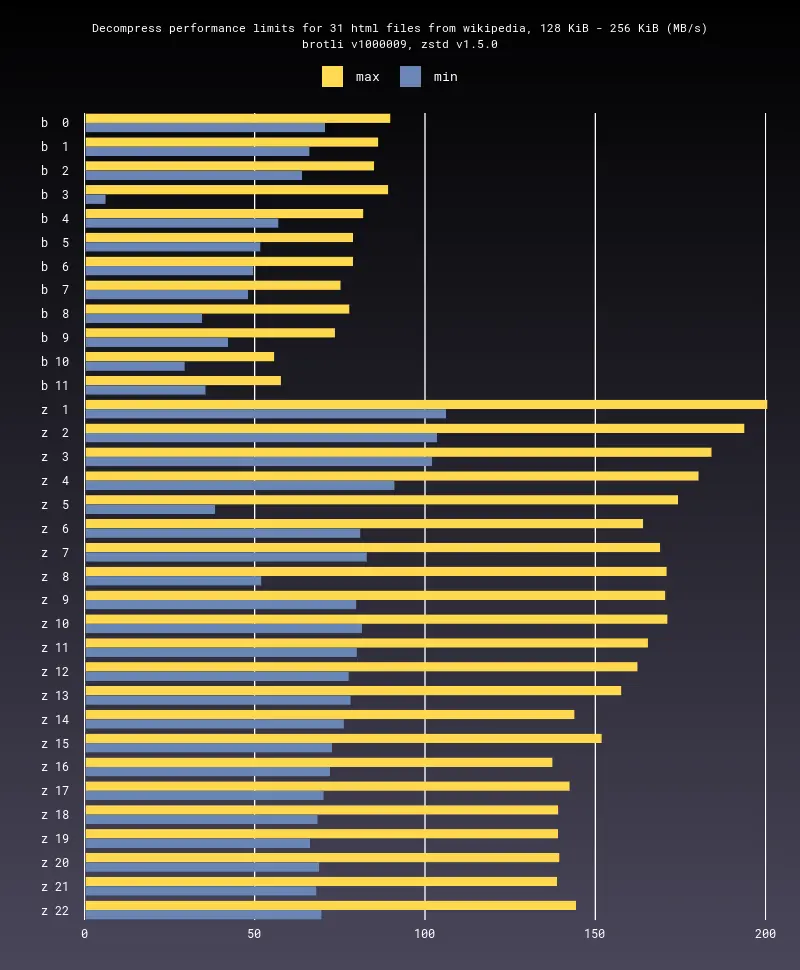 Decompress performance limits for 31 html files from wikipedia, 128 KiB - 256 KiB (MB/s)
brotli v1000009, zstd v1.5.0
max min
b 0
b 1
b 2
b 3
b 4
b 5
b 6
b 7
b 8
b 9
b 10
b 11
z 1
z 2
z 3
z 4
z 5
z 6
z 7
z 8
z 9
z 10
z 11
z 12
z 13
z 14
z 15
z 16
z 17
z 18
z 19
z 20
z 21
z 22
0 50 100 150 200